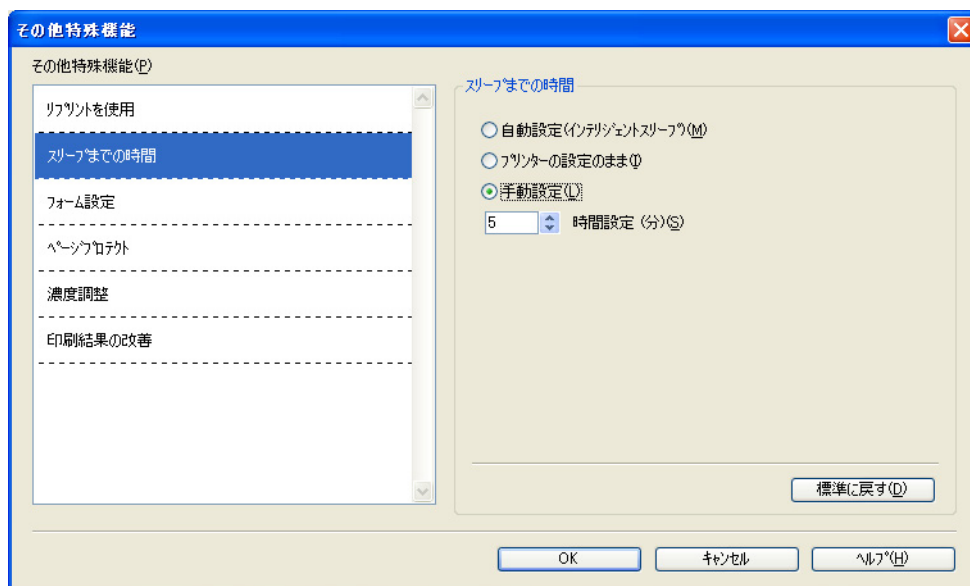 その他特殊機能
その他特殊機能(P)
リプリントを使用
スリープまでの時間
フォーム設定
ページプロテクト
濃度調整
印刷結果の改善
スリープまでの時間
自動設定(インテリジェントスリープ)(M)
プリンターの設定のまま(I)
手動設定(L)
5 時間設定 (分)(S)
標準に戻す(D)
OK キャンセル ヘルプ(H)